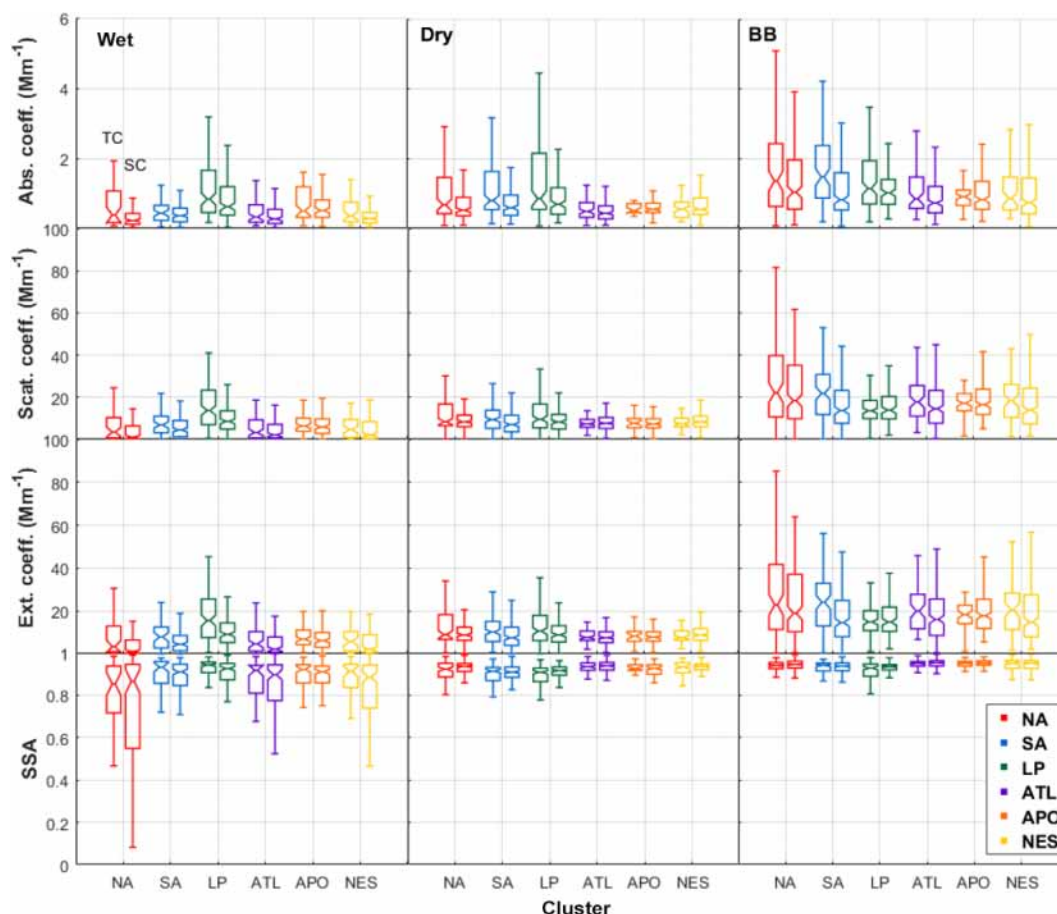 Wet
Dry
BB
TC
SC
Abs. coeff. (Mm-1)
6
4
2
100
Scat. coeff. (Mm-1)
80
60
40
20
100
Ext. coeff. (Mm-1)
80
60
40
20
1
SSA
0.8
0.6
0.4
0.2
0
NA SA LP ATL APO NES
NA SA LP ATL APO NES
NA SA LP ATL APO NES
Cluster
NA
SA
LP
ATL
APO
NES